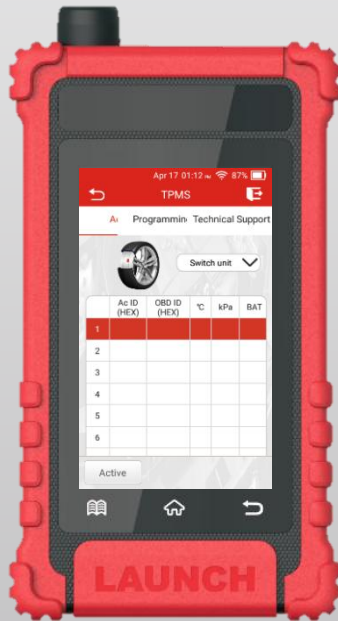 Apr 17 01:12 PM 87%
TPMS
Programmin Technical Support
Switch unit
Ac ID (HEX) OBD ID (HEX) °C kPa BAT
1
2
3
4
5
6
Active
LAUNCH